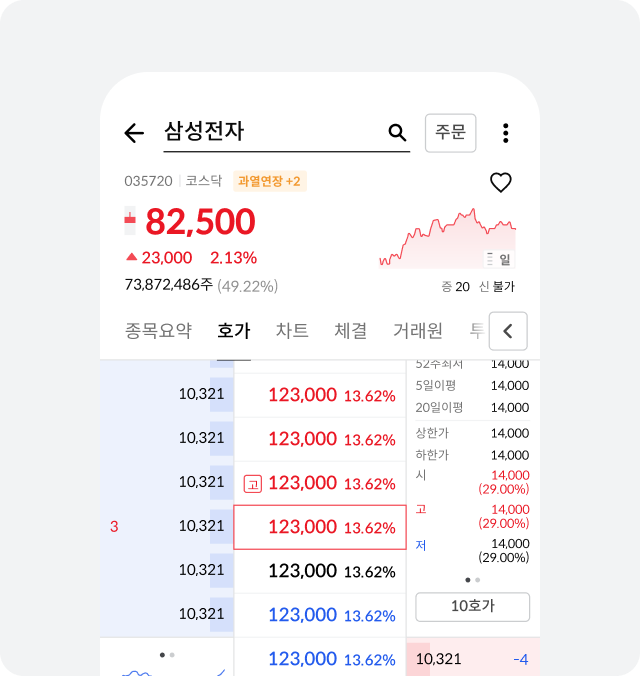 삼성전자 주문
035720 코스닥 과열연장 +2
82,500
23,000 2.13%
일
73,872,486주 (49.22%) 증 20 신 불가
종목요약 호가 차트 체결 거래원 투
52주최저 14,000
10,321 123,000 13.62% 5일이평 14,000
20일이평 14,000
10,321 123,000 13.62% 상한가 14,000
하한가 14,000
10,321 고 123,000 13.62% 시 14,000
(29.00%)
3 10,321 123,000 13.62% 고 14,000
(29.00%)
저 14,000
(29.00%)
10,321 123,000 13.62%
10,321 123,000 13.62% 10호가
123,000 13.62% 10,321 -4